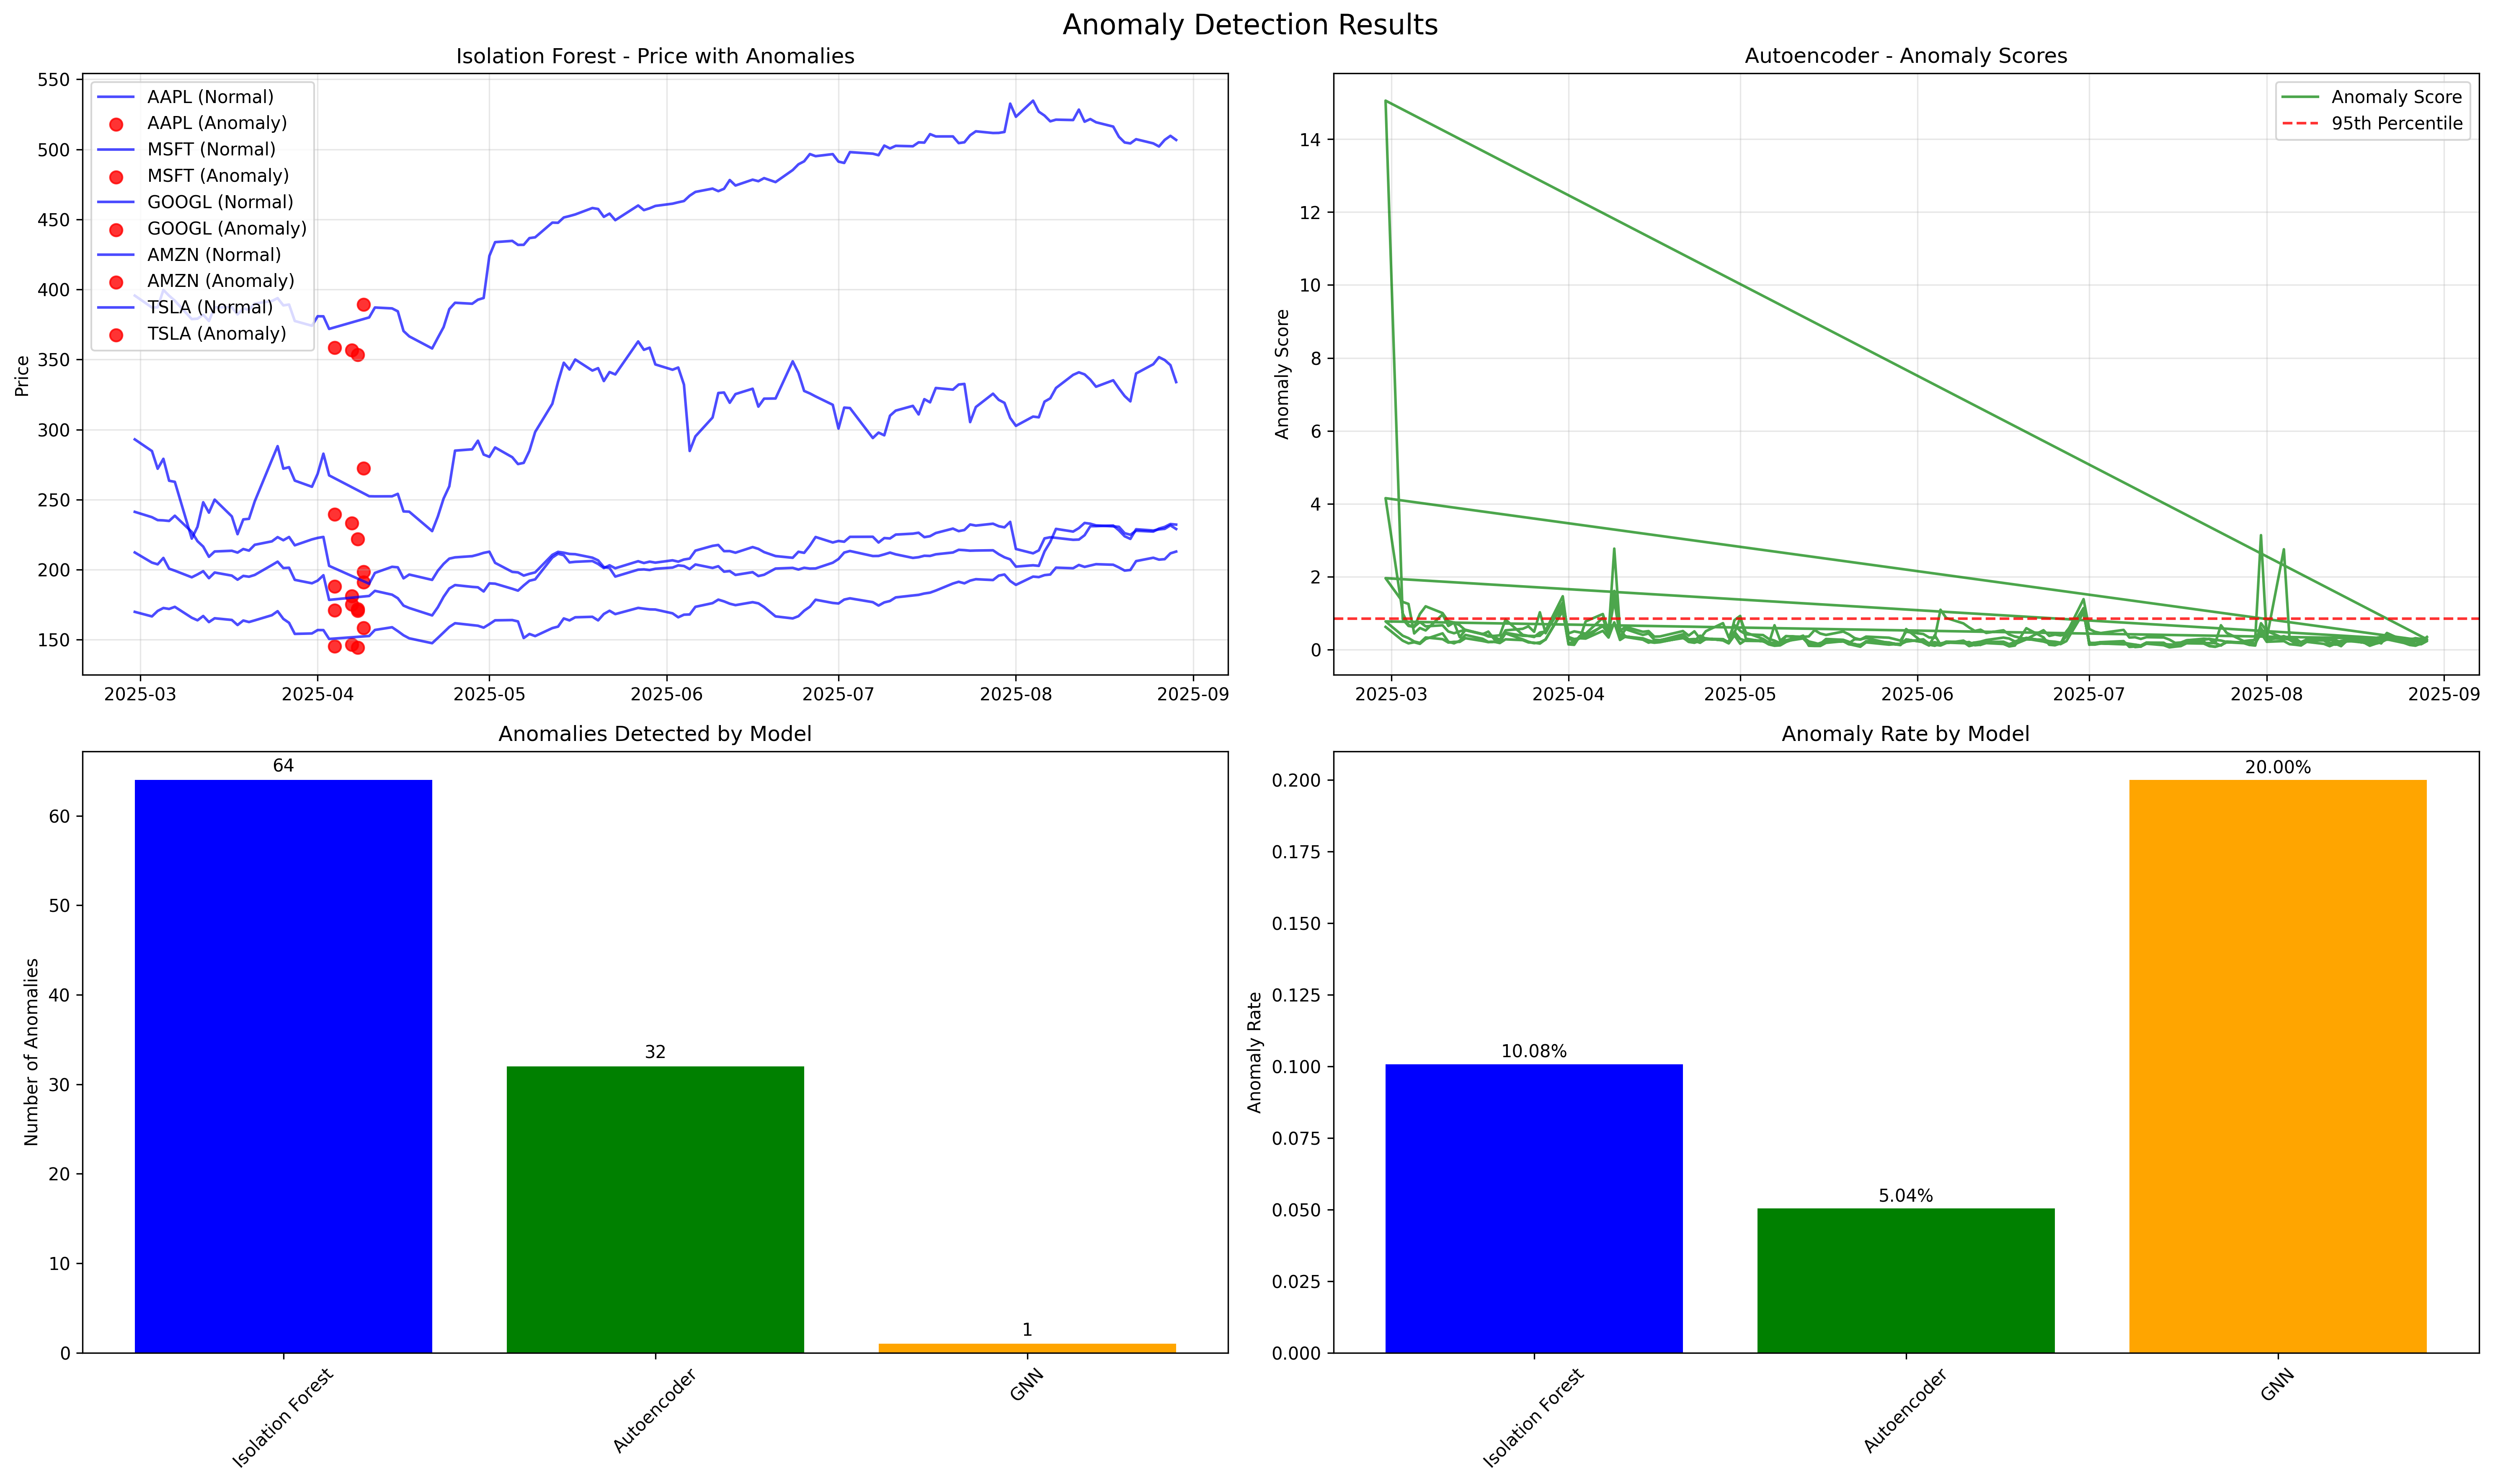 Anomaly Detection Results
Isolation Forest - Price with Anomalies
550
500
450
400
350
300
250
200
150
Price
AAPL (Normal)
AAPL (Anomaly)
MSFT (Normal)
MSFT (Anomaly)
GOOGL (Normal)
GOOGL (Anomaly)
AMZN (Normal)
AMZN (Anomaly)
TSLA (Normal)
TSLA (Anomaly)
2025-03
2025-04
2025-05
2025-06
2025-07
2025-08
2025-09
Autoencoder - Anomaly Scores
14
12
10
8
6
4
2
0
Anomaly Score
Anomaly Score
95th Percentile
2025-03
2025-04
2025-05
2025-06
2025-07
2025-08
2025-09
Anomalies Detected by Model
60
50
40
30
20
10
0
Number of Anomalies
64
32
1
Isolation Forest
Autoencoder
GNN
Anomaly Rate by Model
0.200
0.175
0.150
0.125
0.100
0.075
0.050
0.025
0.000
Anomaly Rate
10.08%
5.04%
20.00%
Isolation Forest
Autoencoder
GNN